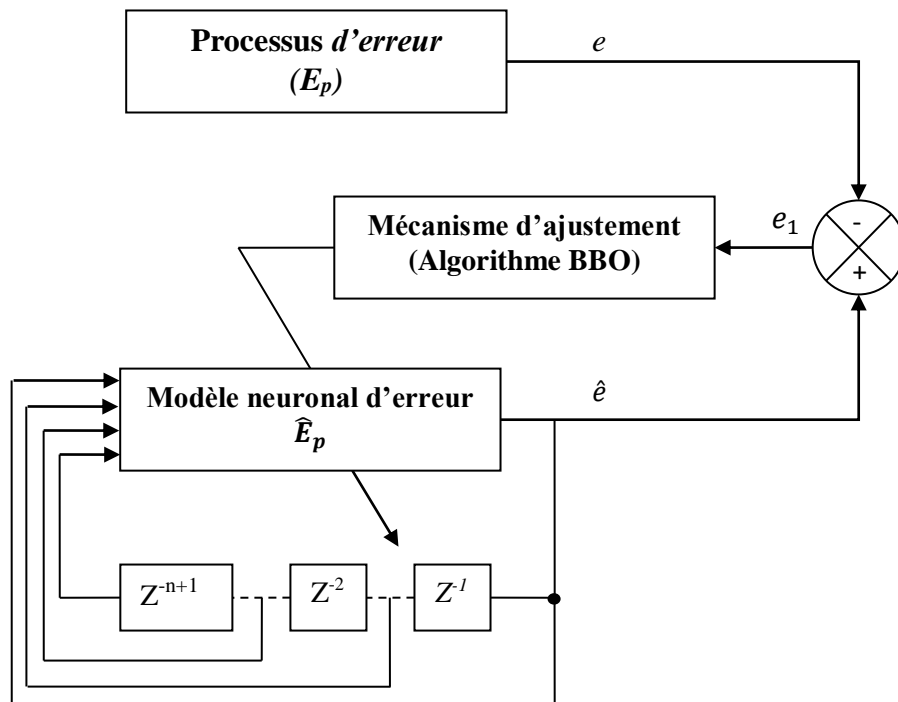 Processus d’erreur
(Eₚ)
e
Mécanisme d’ajustement
(Algorithme BBO)
e₁
-
+
Modèle neuronal d’erreur
Êₚ
ê
Z⁻ⁿ⁺¹
Z⁻²
Z⁻¹